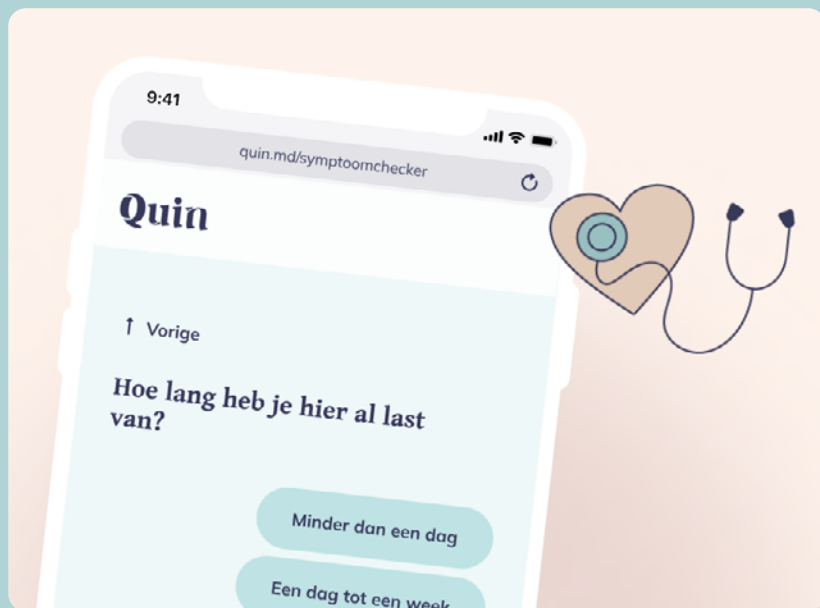 9:41
quin.md/symptoomchecker
Quin
↑ Vorige
Hoe lang heb je hier al last
van?
Minder dan een dag
Een dag tot een week